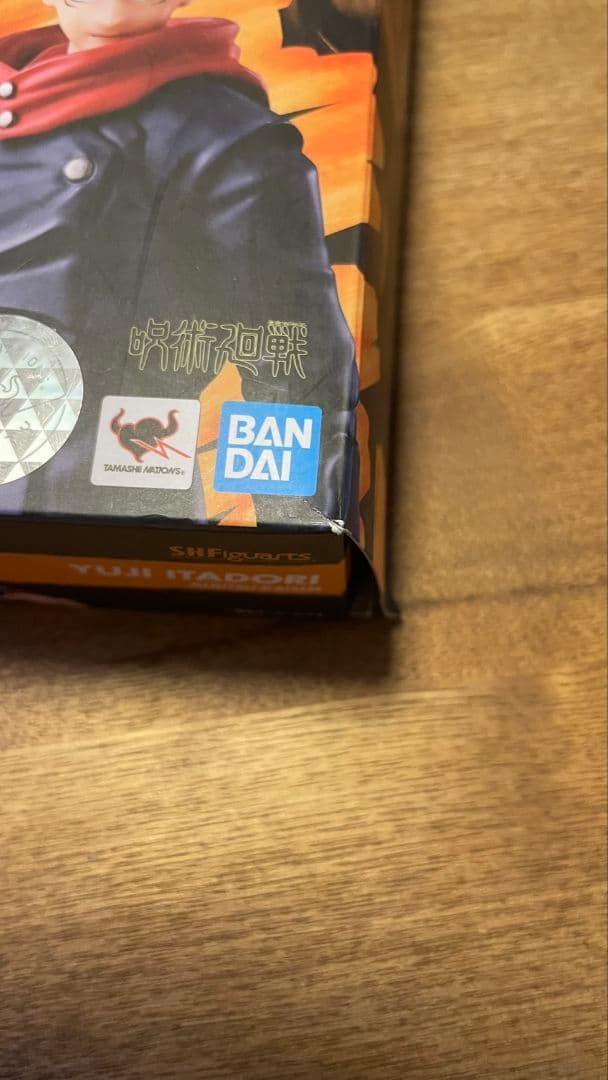 呪術廻戦
TAMASHII NATIONS
BAN
DAI
S.H.Figuarts
YUJI ITADORI